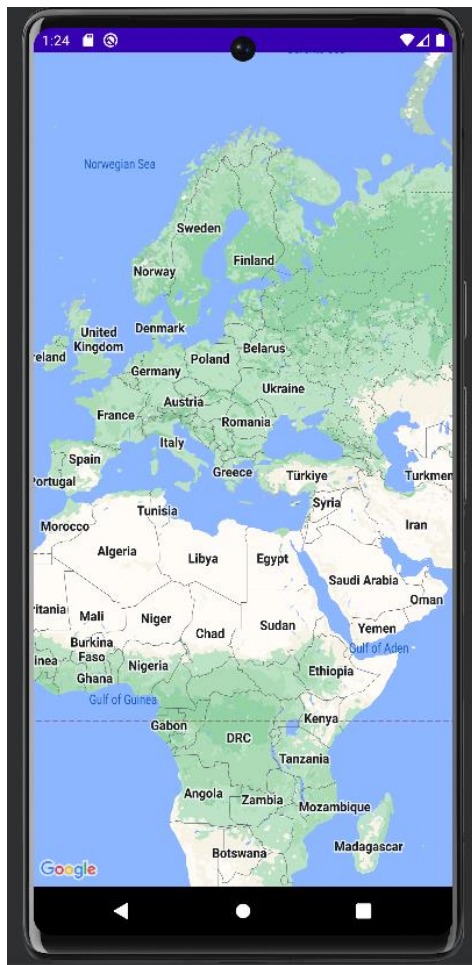 1:24
Norwegian Sea
Sweden
Finland
Norway
United
Kingdom
Denmark
reland
Poland
Belarus
Germany
Ukraine
Austria
France
Romania
Italy
Spain
Greece
Türkiye
Turkmen
Portugal
Syria
Tunisia
Morocco
Iran
Algeria
Libya
Egypt
Saudi Arabia
Oman
ritania
Mali
Niger
Chad
Sudan
Yemen
Burkina
Faso
Gulf of Aden
inea
Nigeria
Ethiopia
Ghana
Gulf of Guinea
Gabon
Kenya
DRC
Tanzania
Angola
Zambia
Mozambique
Botswana
Madagascar
Google